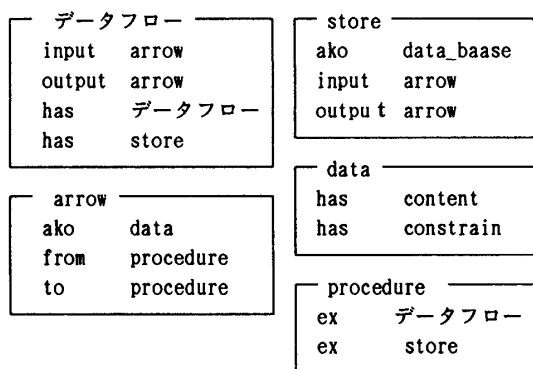 データフロー
input arrow
output arrow
has データフロー
has store
arrow
ako data
from procedure
to procedure
store
ako data_baase
input arrow
output arrow
data
has content
has constrain
procedure
ex データフロー
ex store